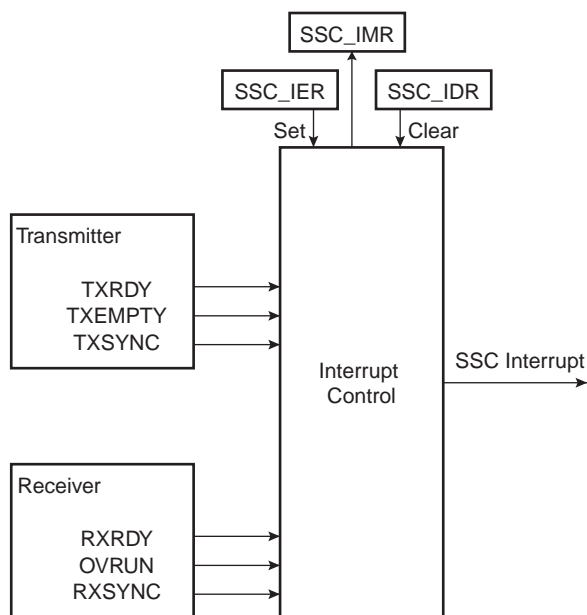 SSC_IMR
SSC_IER
SSC_IDR
Set
Clear
Transmitter
TXRDY
TXEMPTY
TXSYNC
Interrupt
Control
SSC Interrupt
Receiver
RXRDY
OVRUN
RXSYNC